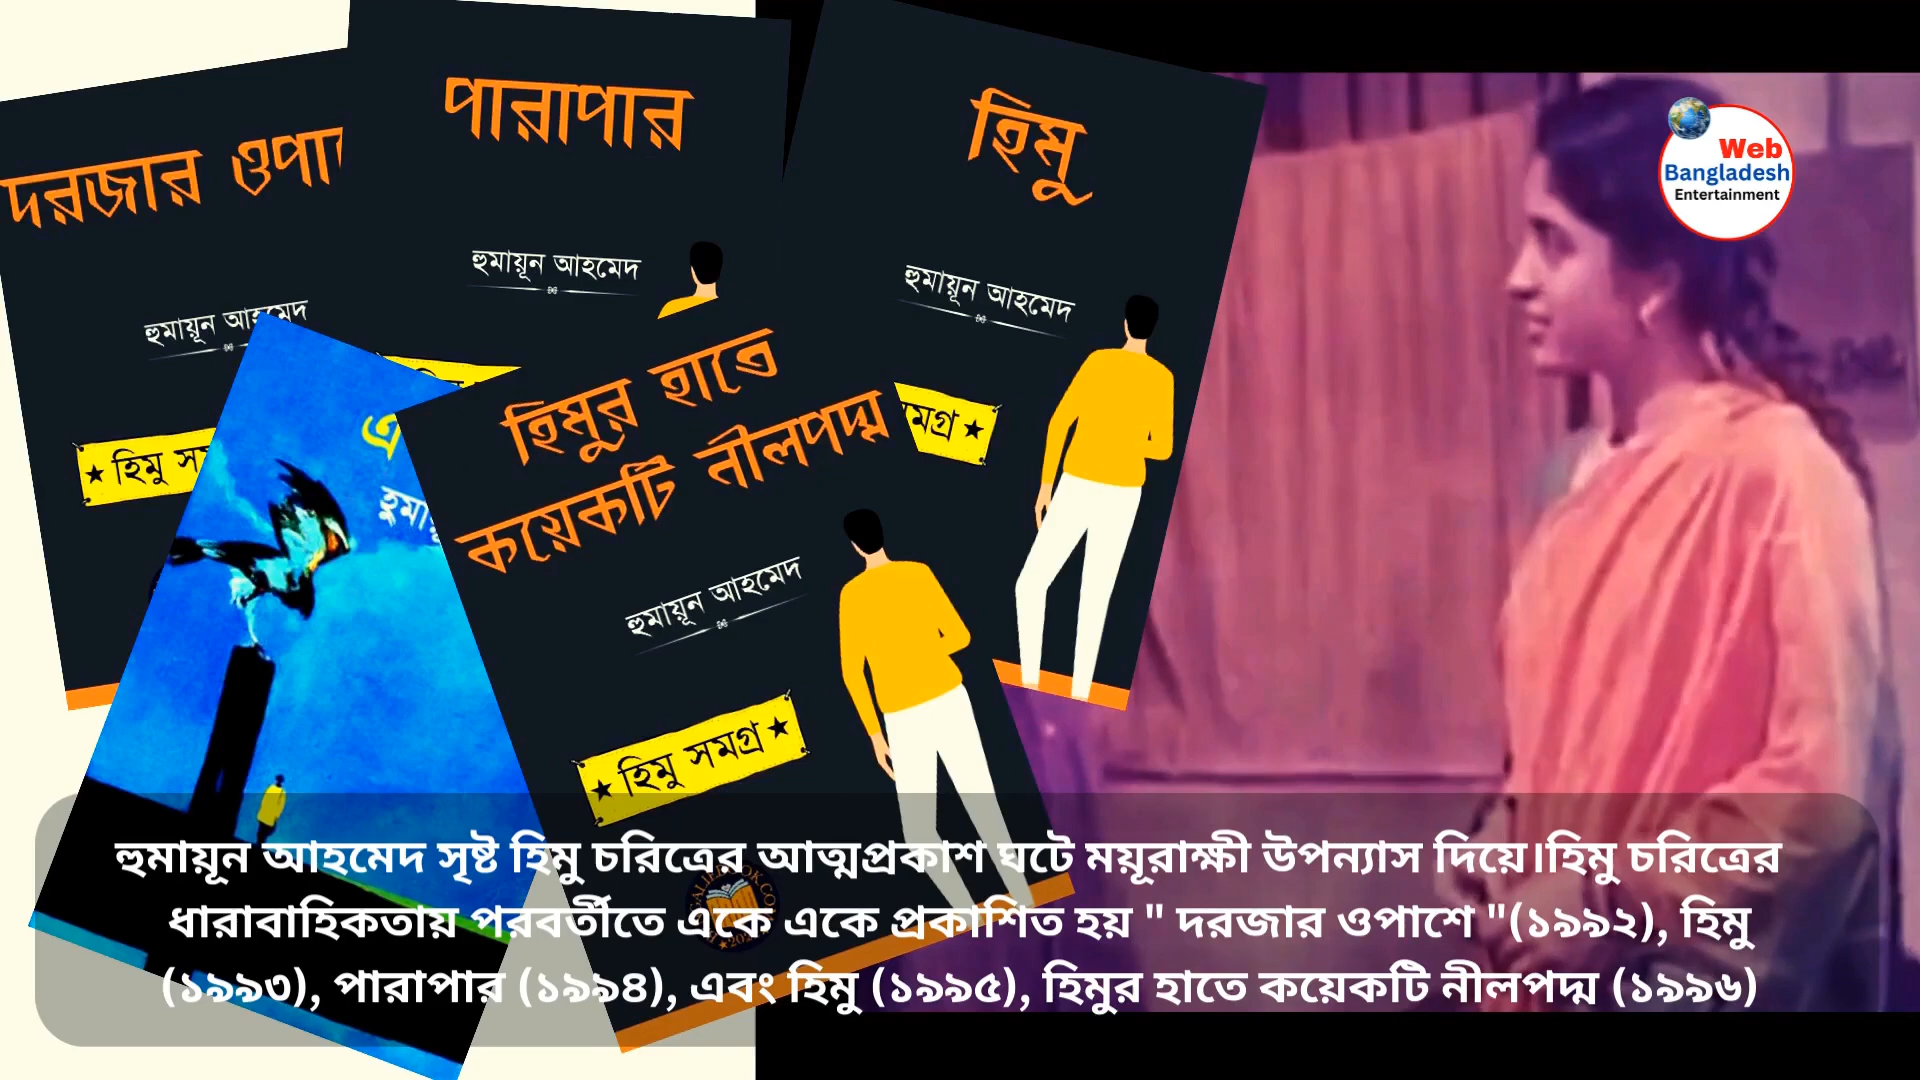 দরজার ওপা
হুমায়ূন আহমেদ
★ হিমু সম
পারাপার
হুমায়ূন আহমেদ
হিমু
হুমায়ূন আহমেদ
মগ্র ★
এ
হুমায়
হিমুর হাতে
কয়েকটি নীলপদ্ম
হুমায়ূন আহমেদ
★ হিমু সমগ্র ★
Web
Bangladesh
Entertainment
হুমায়ূন আহমেদ সৃষ্ট হিমু চরিত্রের আত্মপ্রকাশ ঘটে ময়ূরাক্ষী উপন্যাস দিয়ে।হিমু চরিত্রের
ধারাবাহিকতায় পরবর্তীতে একে একে প্রকাশিত হয় " দরজার ওপাশে "(১৯৯২), হিমু
(১৯৯৩), পারাপার (১৯৯৪), এবং হিমু (১৯৯৫), হিমুর হাতে কয়েকটি নীলপদ্ম (১৯৯৬)